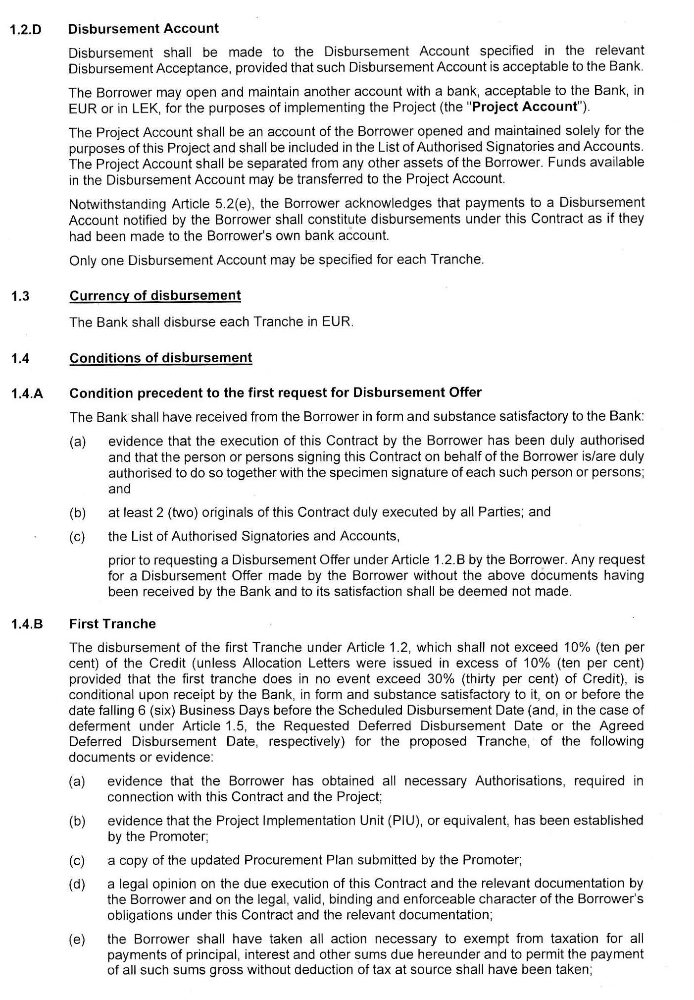 1.2.D Disbursement Account
Disbursement shall be made to the Disbursement Account specified in the relevant
Disbursement Acceptance, provided that such Disbursement Account is acceptable to the Bank.
The Borrower may open and maintain another account with a bank, acceptable to the Bank, in
EUR or in LEK, for the purposes of implementing the Project (the "Project Account").
The Project Account shall be an account of the Borrower opened and maintained solely for the
purposes of this Project and shall be included in the List of Authorised Signatories and Accounts.
The Project Account shall be separated from any other assets of the Borrower. Funds available
in the Disbursement Account may be transferred to the Project Account.
Notwithstanding Article 5.2(e), the Borrower acknowledges that payments to a Disbursement
Account notified by the Borrower shall constitute disbursements under this Contract as if they
had been made to the Borrower's own bank account.
Only one Disbursement Account may be specified for each Tranche.
1.3 Currency of disbursement
The Bank shall disburse each Tranche in EUR.
1.4 Conditions of disbursement
1.4.A Condition precedent to the first request for Disbursement Offer
The Bank shall have received from the Borrower in form and substance satisfactory to the Bank:
(a) evidence that the execution of this Contract by the Borrower has been duly authorised
and that the person or persons signing this Contract on behalf of the Borrower is/are duly
authorised to do so together with the specimen signature of each such person or persons;
and
(b) at least 2 (two) originals of this Contract duly executed by all Parties; and
(c) the List of Authorised Signatories and Accounts,
prior to requesting a Disbursement Offer under Article 1.2.B by the Borrower. Any request
for a Disbursement Offer made by the Borrower without the above documents having
been received by the Bank and to its satisfaction shall be deemed not made.
1.4.B First Tranche
The disbursement of the first Tranche under Article 1.2, which shall not exceed 10% (ten per
cent) of the Credit (unless Allocation Letters were issued in excess of 10% (ten per cent)
provided that the first tranche does in no event exceed 30% (thirty per cent) of Credit), is
conditional upon receipt by the Bank, in form and substance satisfactory to it, on or before the
date falling 6 (six) Business Days before the Scheduled Disbursement Date (and, in the case of
deferment under Article 1.5, the Requested Deferred Disbursement Date or the Agreed
Deferred Disbursement Date, respectively) for the proposed Tranche, of the following
documents or evidence:
(a) evidence that the Borrower has obtained all necessary Authorisations, required in
connection with this Contract and the Project;
(b) evidence that the Project Implementation Unit (PIU), or equivalent, has been established
by the Promoter;
(c) a copy of the updated Procurement Plan submitted by the Promoter;
(d) a legal opinion on the due execution of this Contract and the relevant documentation by
the Borrower and on the legal, valid, binding and enforceable character of the Borrower's
obligations under this Contract and the relevant documentation;
(e) the Borrower shall have taken all action necessary to exempt from taxation for all
payments of principal, interest and other sums due hereunder and to permit the payment
of all such sums gross without deduction of tax at source shall have been taken;